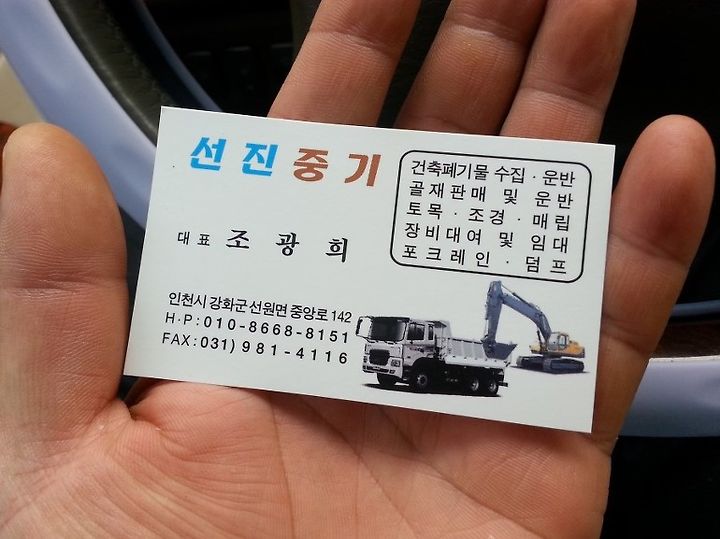 선진중기
건축폐기물 수집 · 운반
골재판매 및 운반
토목 · 조경 · 매립
장비대여 및 임대
포크레인 · 덤프
대표 조광희
인천시 강화군 선원면 중앙로 142
H·P : 010-8668-8151
FAX : 031) 981-4116